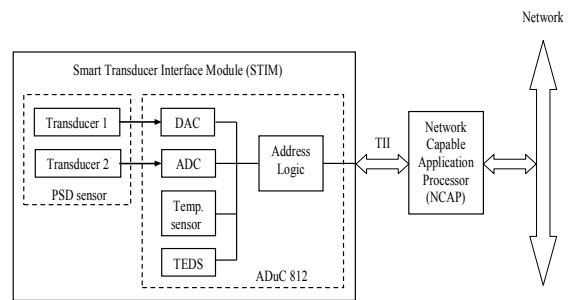 Network
Smart Transducer Interface Module (STIM)
Transducer 1
DAC
Transducer 2
ADC
PSD sensor
Temp.
sensor
TEDS
Address
Logic
ADuC 812
TII
Network
Capable
Application
Processor
(NCAP)